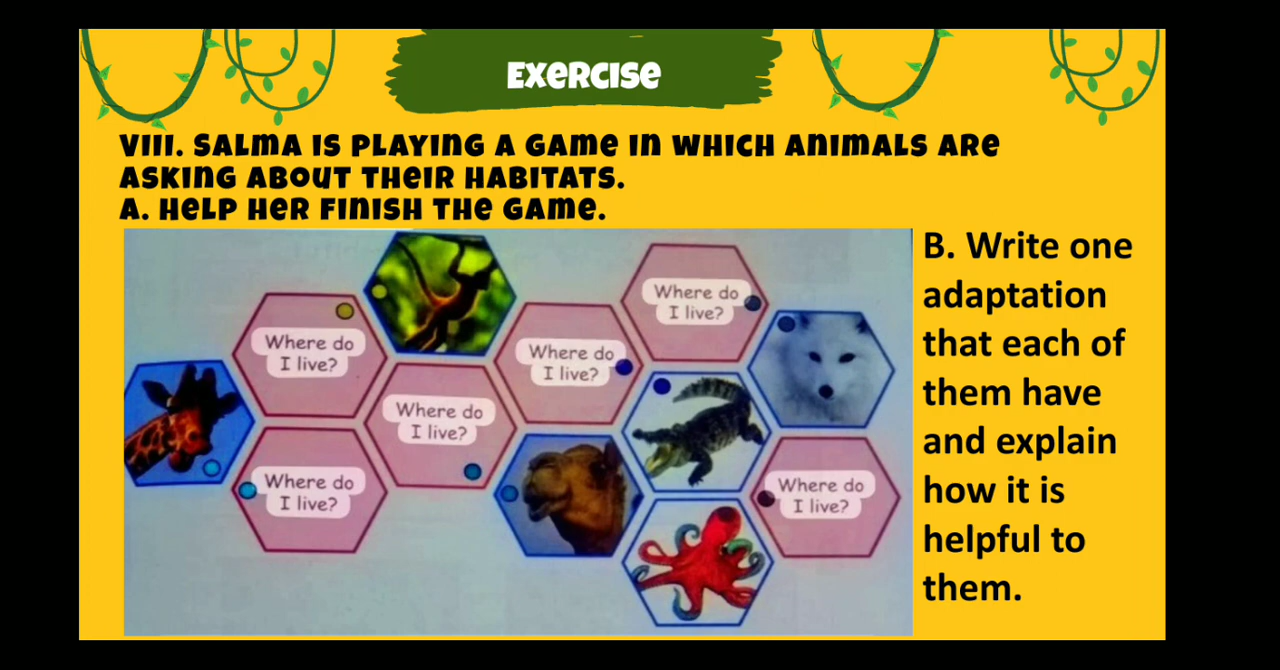 Exercise
VIII. Salma is playing a game in which animals are
asking about their habitats.
A. Help her finish the game.
Where do
I live?
Where do
I live?
Where do
I live?
Where do
I live?
Where do
I live?
Where do
I live?
B. Write one
adaptation
that each of
them have
and explain
how it is
helpful to
them.